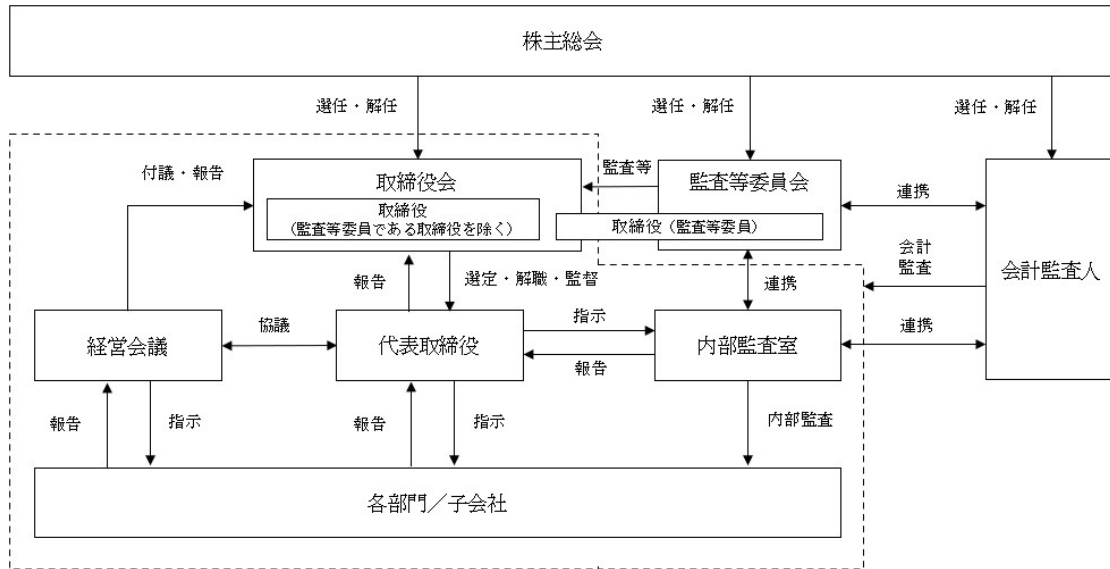 株主総会
選任・解任
選任・解任
選任・解任
付議・報告
取締役会
監査等
監査等委員会
取締役
(監査等委員である取締役を除く)
取締役(監査等委員)
連携
会計
監査
会計監査人
報告
選定・解職・監督
連携
経営会議
協議
代表取締役
指示
報告
内部監査室
連携
報告
指示
報告
指示
内部監査
各部門／子会社